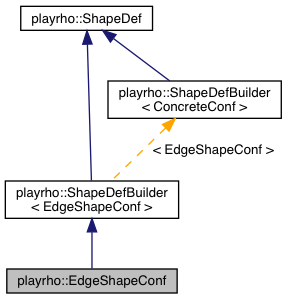 playrho::ShapeDef
playrho::ShapeDefBuilder
< ConcreteConf >
< EdgeShapeConf >
playrho::ShapeDefBuilder
< EdgeShapeConf >
playrho::EdgeShapeConf